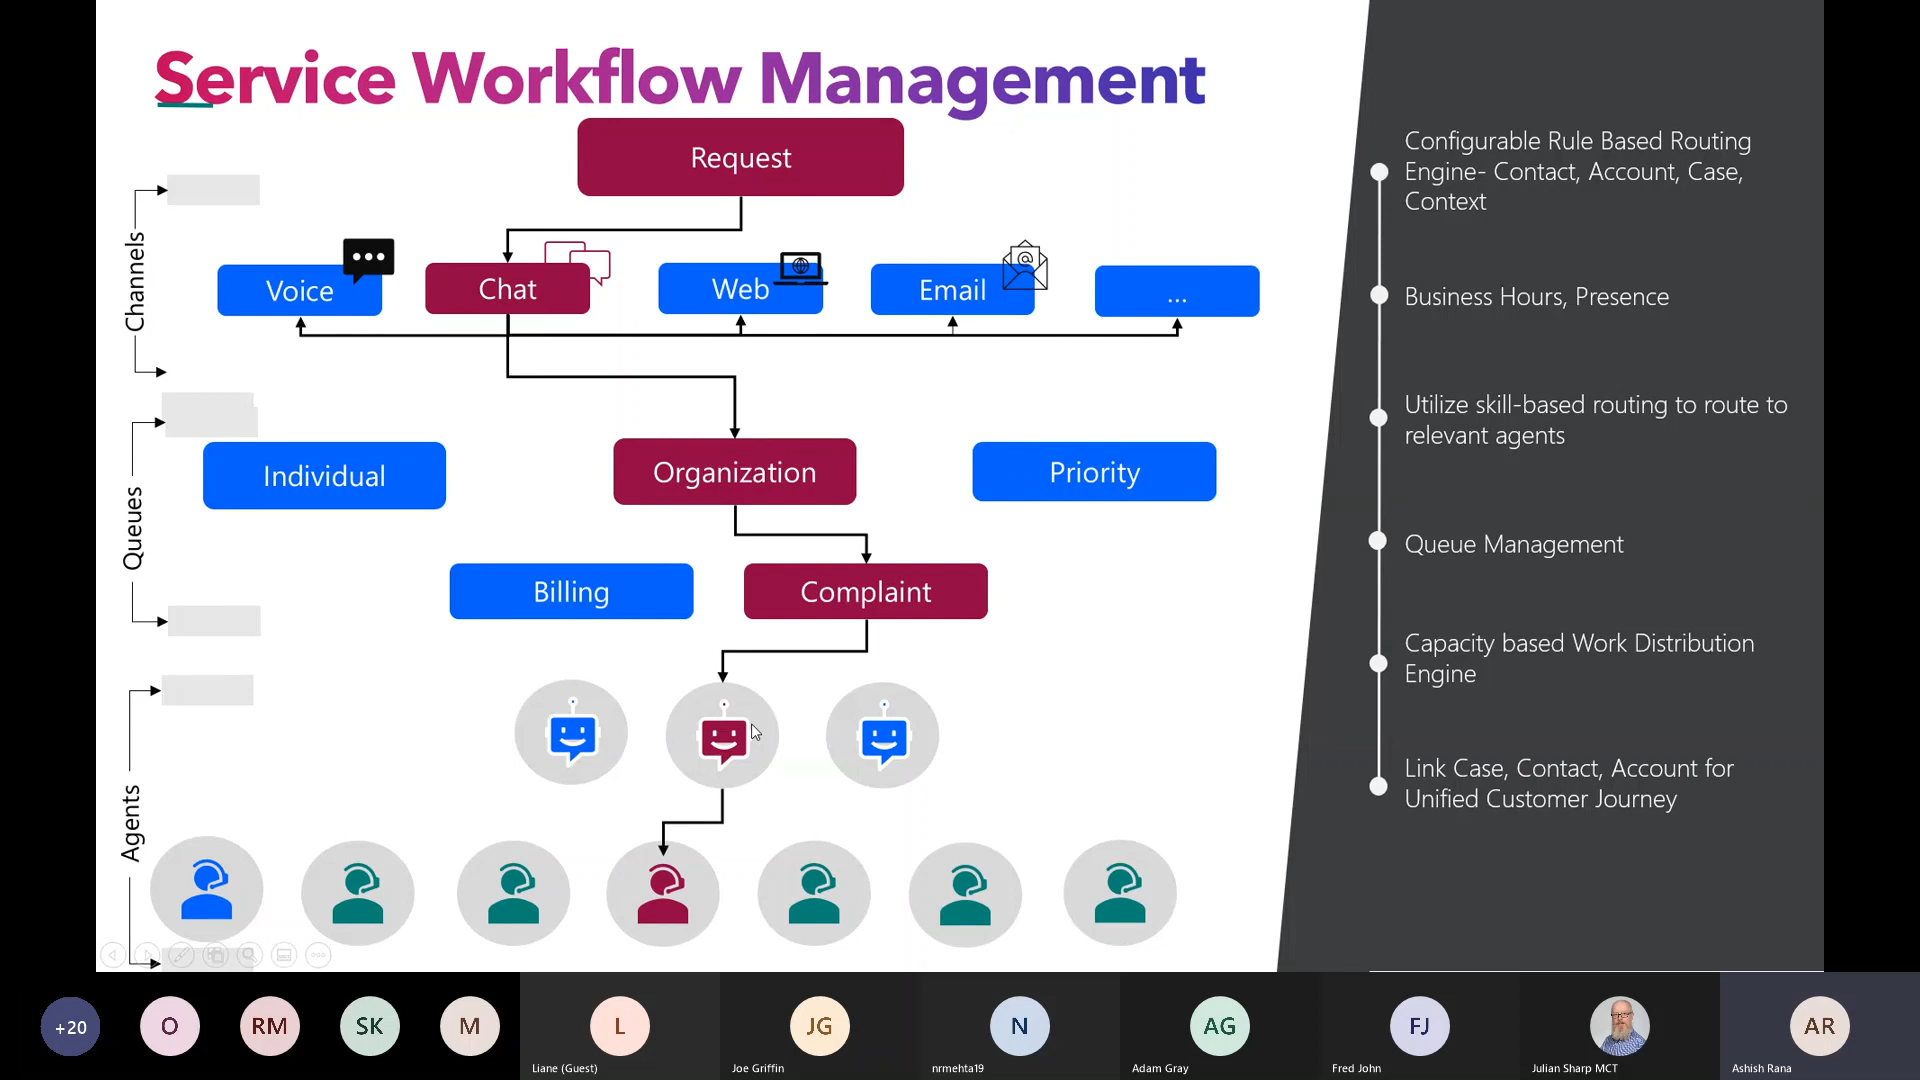 Service Workflow Management
Request
Channels
Voice
Chat
Web
@
Email
...
Queues
Individual
Organization
Priority
Billing
Complaint
Agents
Configurable Rule Based Routing
Engine- Contact, Account, Case,
Context
Business Hours, Presence
Utilize skill-based routing to route to
relevant agents
Queue Management
Capacity based Work Distribution
Engine
Link Case, Contact, Account for
Unified Customer Journey
+20
O
RM
SK
M
L
Liane (Guest)
JG
Joe Griffin
N
nrmehta19
AG
Adam Gray
FJ
Fred John
Julian Sharp MCT
AR
Ashish Rana